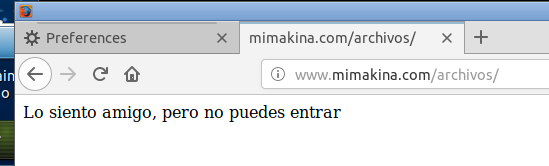 Preferences
mimakina.com/archivos/
www.mimakina.com/archivos/
Lo siento amigo, pero no puedes entrar